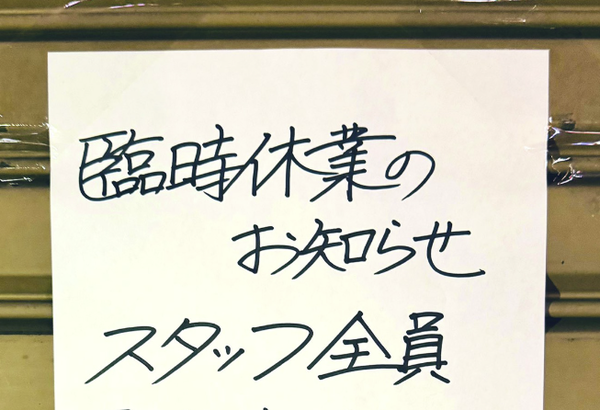 臨時休業の
お知らせ
スタッフ全員